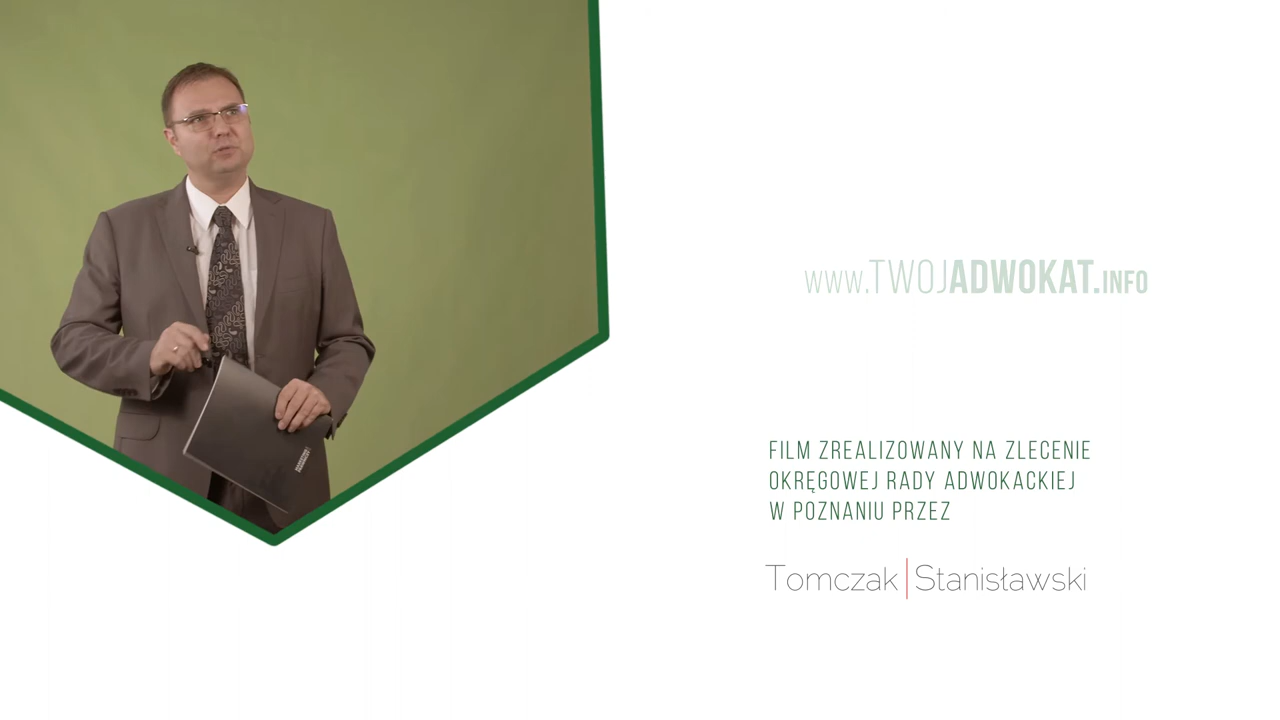 www.TWOJADWOKAT.INFO
FILM ZREALIZOWANY NA ZLECENIE
OKRĘGOWEJ RADY ADWOKACKIEJ
W POZNANIU PRZEZ
Tomczak|Stanisławski